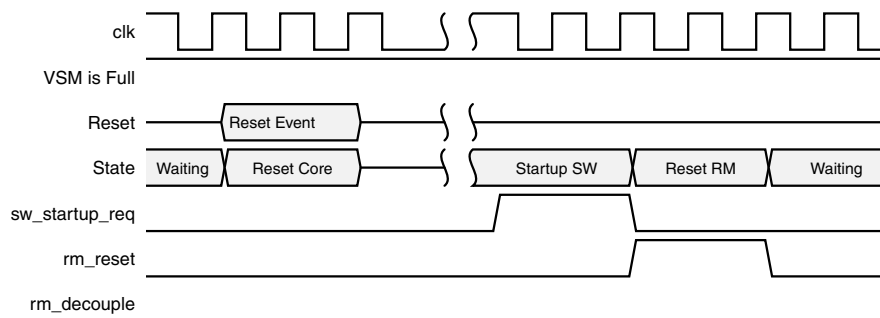 clk
VSM is Full
Reset Reset Event
State Waiting Reset Core Startup SW Reset RM Waiting
sw_startup_req
rm_reset
rm_decouple